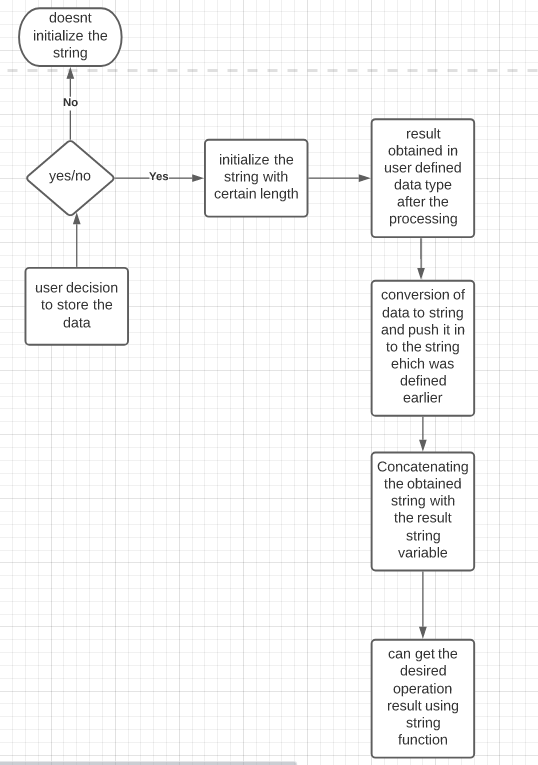 doesnt
initialize the
string
No
yes/no
Yes
initialize the
string with
certain length
result
obtained in
user defined
data type
after the
processing
user decision
to store the
data
conversion of
data to string
and push it in
to the string
ehich was
defined
earlier
Concatenating
the obtained
string with
the result
string
variable
can get the
desired
operation
result using
string
function